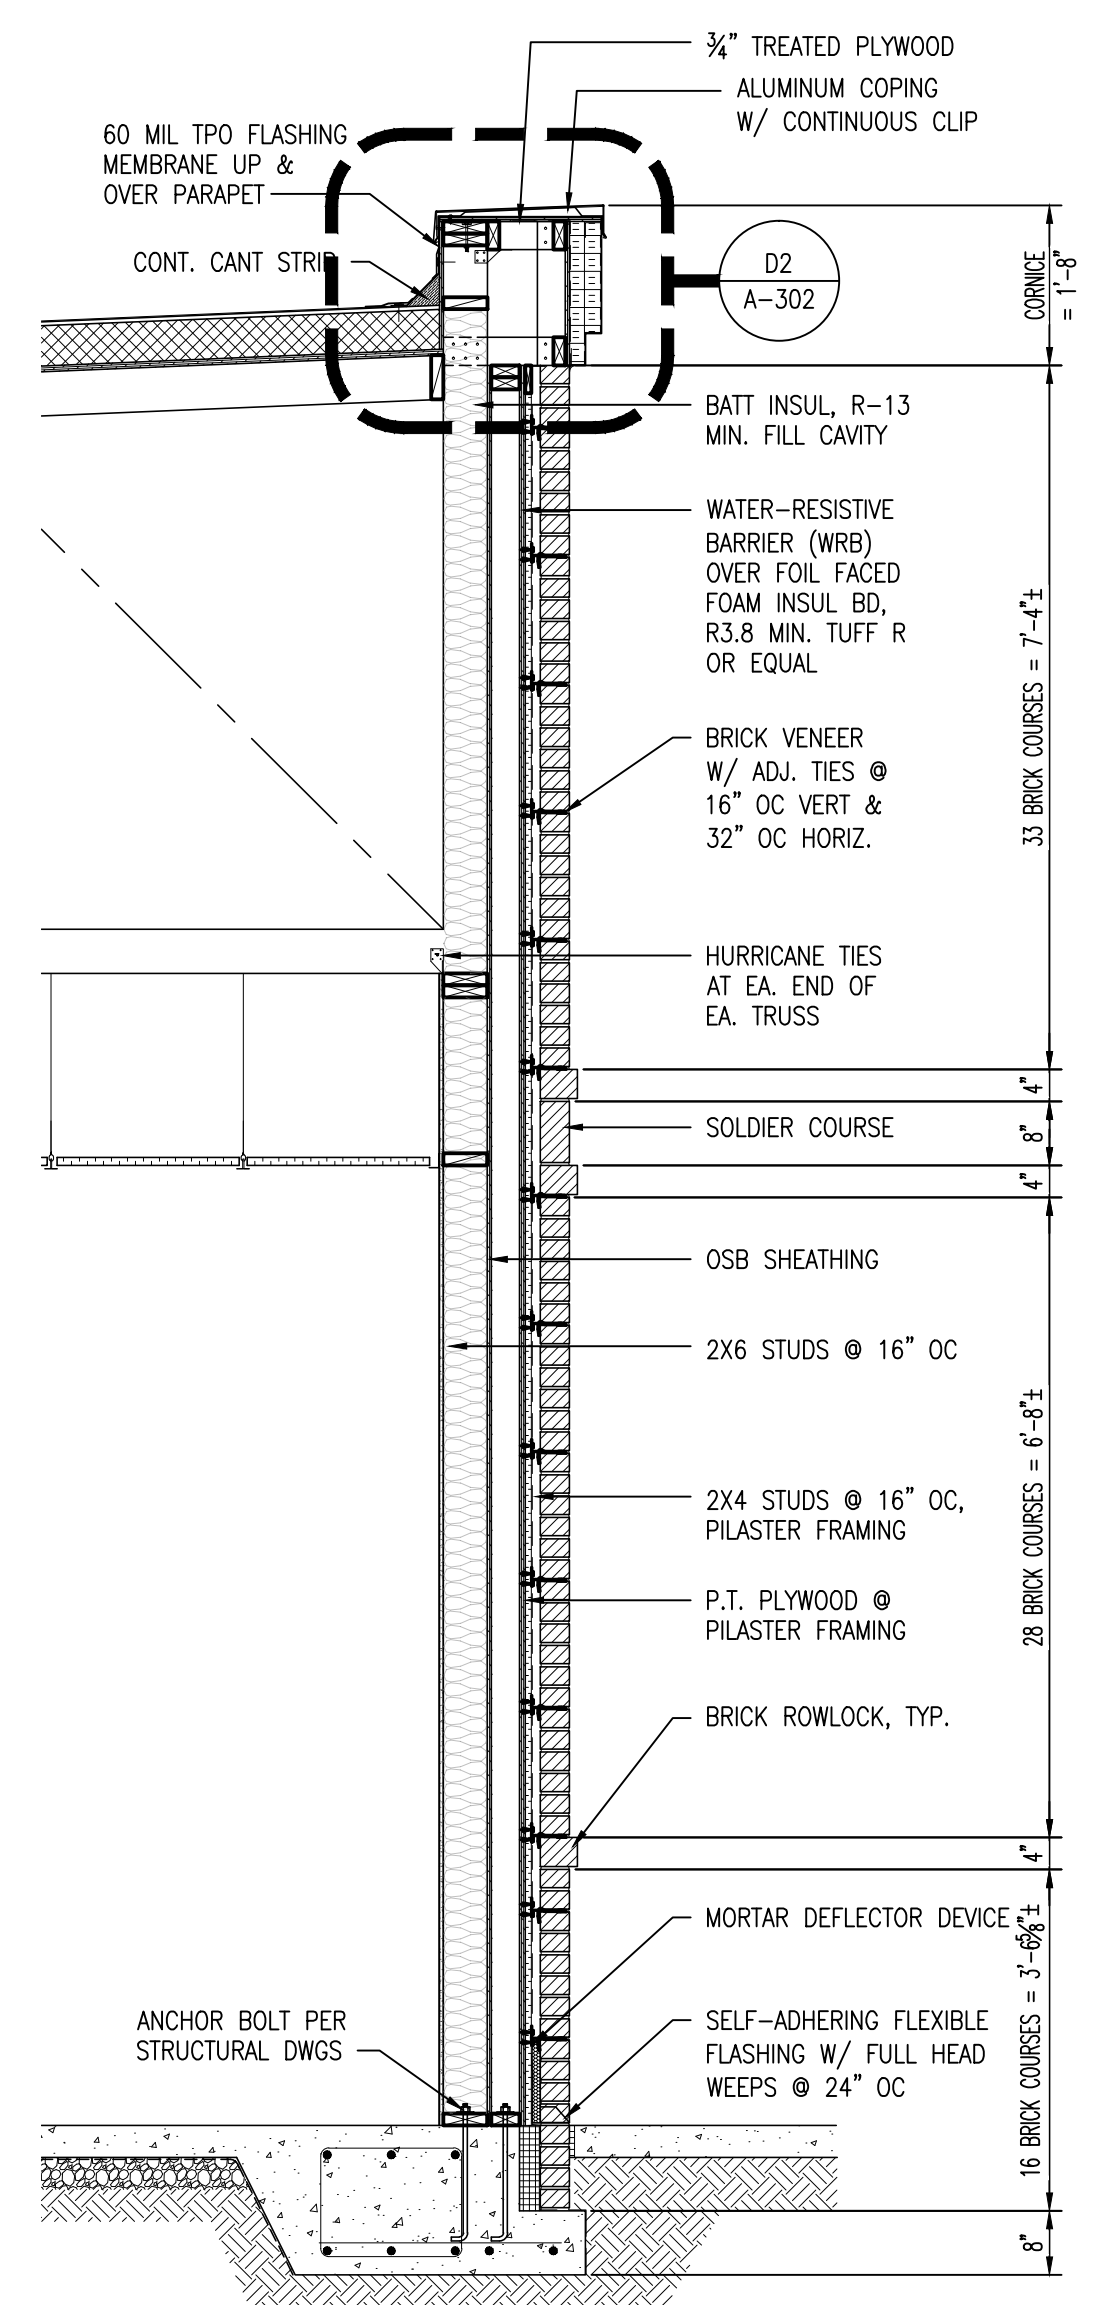 ¾" TREATED PLYWOOD
ALUMINUM COPING
W/ CONTINUOUS CLIP
60 MIL TPO FLASHING
MEMBRANE UP &
OVER PARAPET
CONT. CANT STRIP
D2
A-302
CORNICE
= 1'-8"
BATT INSUL, R-13
MIN. FILL CAVITY
WATER-RESISTIVE
BARRIER (WRB)
OVER FOIL FACED
FOAM INSUL BD,
R3.8 MIN. TUFF R
OR EQUAL
33 BRICK COURSES = 7'-4"±
BRICK VENEER
W/ ADJ. TIES @
16" OC VERT &
32" OC HORIZ.
HURRICANE TIES
AT EA. END OF
EA. TRUSS
4"
SOLDIER COURSE
8"
4"
OSB SHEATHING
2X6 STUDS @ 16" OC
28 BRICK COURSES = 6'-8"±
2X4 STUDS @ 16" OC,
PILASTER FRAMING
P.T. PLYWOOD @
PILASTER FRAMING
BRICK ROWLOCK, TYP.
4"
MORTAR DEFLECTOR DEVICE
16 BRICK COURSES = 3'-6⅝"±
ANCHOR BOLT PER
STRUCTURAL DWGS
SELF-ADHERING FLEXIBLE
FLASHING W/ FULL HEAD
WEEPS @ 24" OC
8"